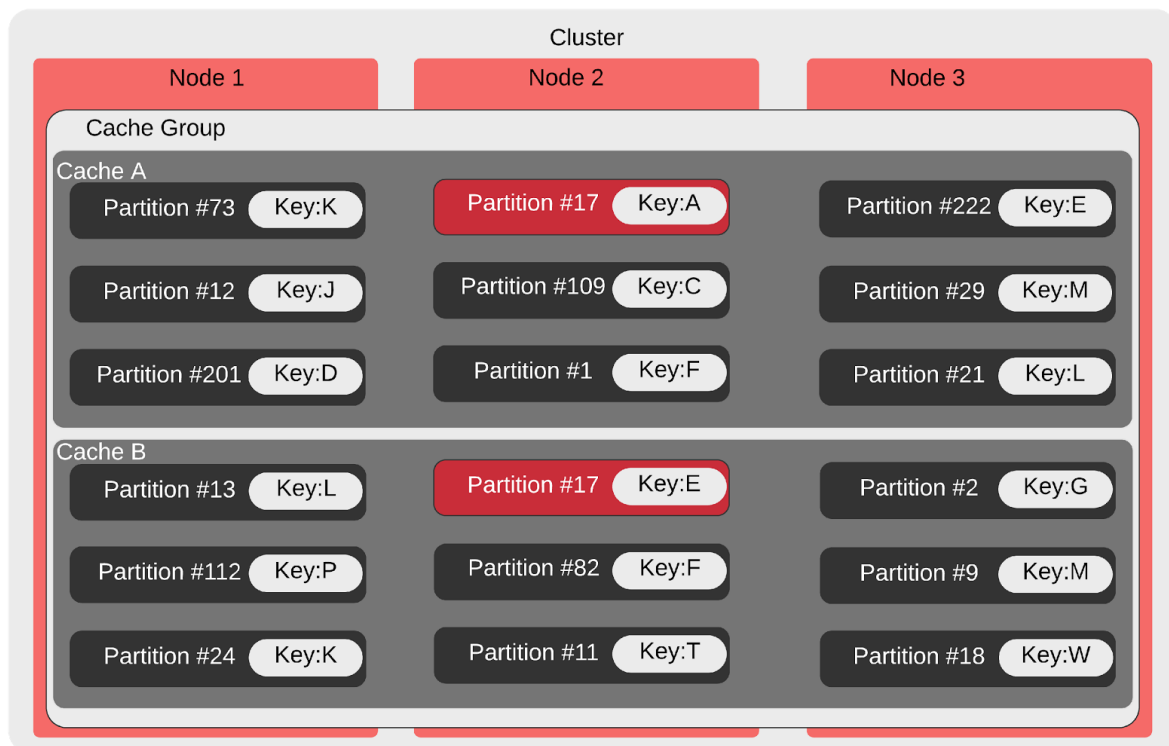 Cluster
Node 1 Node 2 Node 3
Cache Group
Cache A
Partition #73 Key:K Partition #17 Key:A Partition #222 Key:E
Partition #12 Key:J Partition #109 Key:C Partition #29 Key:M
Partition #201 Key:D Partition #1 Key:F Partition #21 Key:L
Cache B
Partition #13 Key:L Partition #17 Key:E Partition #2 Key:G
Partition #112 Key:P Partition #82 Key:F Partition #9 Key:M
Partition #24 Key:K Partition #11 Key:T Partition #18 Key:W